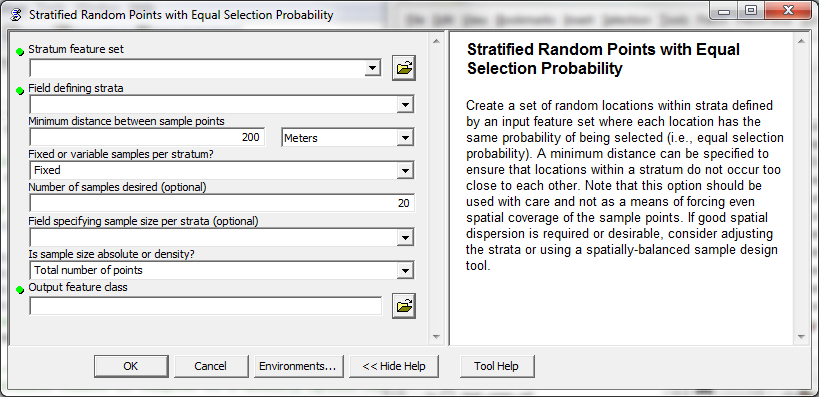 Stratified Random Points with Equal Selection Probability
File Edit View Bookmarks Insert Selection Tools
Stratum feature set
Field defining strata
Minimum distance between sample points
200 Meters
Fixed or variable samples per stratum?
Fixed
Number of samples desired (optional)
20
Field specifying sample size per strata (optional)
Is sample size absolute or density?
Total number of points
Output feature class
Stratified Random Points with Equal
Selection Probability
Create a set of random locations within strata defined
by an input feature set where each location has the
same probability of being selected (i.e., equal selection
probability). A minimum distance can be specified to
ensure that locations within a stratum do not occur too
close to each other. Note that this option should be
used with care and not as a means of forcing even
spatial coverage of the sample points. If good spatial
dispersion is required or desirable, consider adjusting
the strata or using a spatially-balanced sample design
tool.
OK Cancel Environments... << Hide Help Tool Help